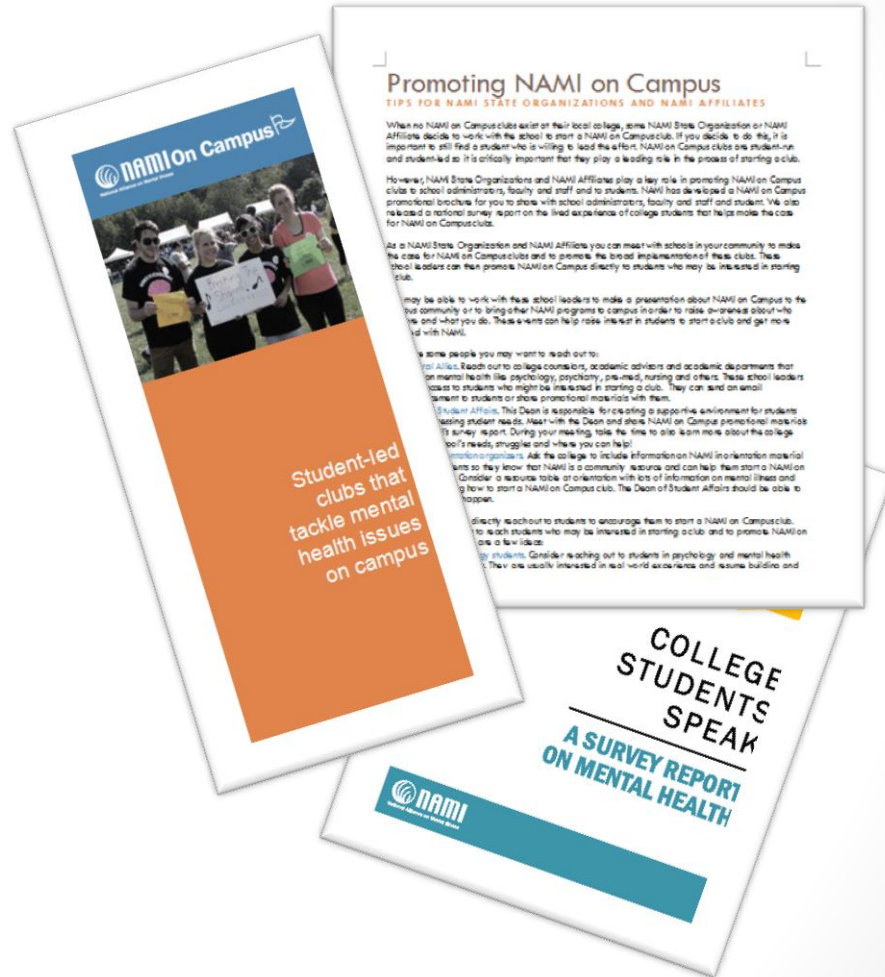 NAMI On Campus
National Alliance on Mental Illness
Bridging The
Student-led
clubs that
tackle mental
health issues
on campus
Promoting NAMI on Campus
TIPS FOR NAMI STATE ORGANIZATIONS AND NAMI AFFILIATES
When no NAMI on Campus clubs exist at their local college, some NAMI State Organization or NAMI
Affiliate decide to work with the school to start a NAMI on Campus club. If you decide to do this, it is
important to still find a student who is willing to lead the effort. NAMI on Campus clubs are student-run
and student-led so it is critically important that they play a leading role in the process of starting a club.
However, NAMI State Organizations and NAMI Affiliates play a key role in promoting NAMI on Campus
clubs to school administrators, faculty and staff and to students. NAMI has developed a NAMI on Campus
promotional brochure for you to share with school administrators, faculty and staff and student. We also
released a national survey report on the lived experience of college students that helps make the case
for NAMI on Campus clubs.
As a NAMI State Organization and NAMI Affiliate you can meet with schools in your community to make
the case for NAMI on Campus clubs and to promote the broad implementation of these clubs. These
school leaders can then promote NAMI on Campus directly to students who may be interested in starting
club.
may be able to work with these school leaders to make a presentation about NAMI on Campus to the
community or to bring other NAMI programs to campus in order to raise awareness about who
and what you do. These events can help raise interest in students to start a club and get more
with NAMI.
some people you may want to reach out to:
Allies. Reach out to college counselors, academic advisors and academic departments that
on mental health like psychology, psychiatry, pre-med, nursing and others. These school leaders
access to students who might be interested in starting a club. They can send an email
to students or share promotional materials with them.
Student Affairs. This Dean is responsible for creating a supportive environment for students
student needs. Meet with the Dean and share NAMI on Campus promotional materials
survey report. During your meeting, take the time to also learn more about the college
needs, struggles and where you can help!
organizers. Ask the college to include information on NAMI in orientation material
so they know that NAMI is a community resource and can help them start a NAMI on
Consider a resource table at orientation with lots of information on mental illness and
how to start a NAMI on Campus club. The Dean of Student Affairs should be able to
happen.
directly reach out to students to encourage them to start a NAMI on Campus club.
to reach students who may be interested in starting a club and to promote NAMI on
are a few ideas:
students. Consider reaching out to students in psychology and mental health
They are usually interested in real world experience and resume building and
COLLEGE
STUDENTS
SPEAK
A SURVEY REPORT
ON MENTAL HEALTH
NAMI
National Alliance on Mental Illness